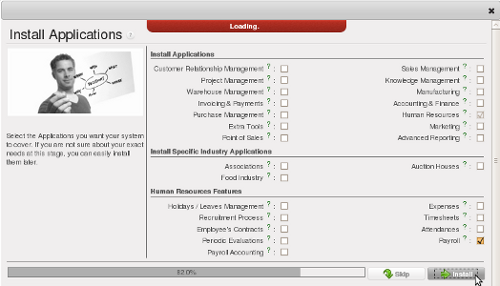 Loading.
Install Applications ?
Select the Applications you want your system
to cover. If you are not sure about your exact
needs at this stage, you can easily install
them later.
Install Applications
Customer Relationship Management ? :
Sales Management ? :
Project Management ? :
Knowledge Management ? :
Warehouse Management ? :
Manufacturing ? :
Invoicing & Payments ? :
Accounting & Finance ? :
Purchase Management ? :
Human Resources ? :
Extra Tools ? :
Marketing ? :
Point of Sales ? :
Advanced Reporting ? :
Install Specific Industry Applications
Associations ? :
Auction Houses ? :
Food Industry ? :
Human Resources Features
Holidays / Leaves Management ? :
Expenses ? :
Recruitment Process ? :
Timesheets ? :
Employee's Contracts ? :
Attendances ? :
Periodic Evaluations ? :
Payroll ? :
Payroll Accounting ? :
82.0%
Skip
Install